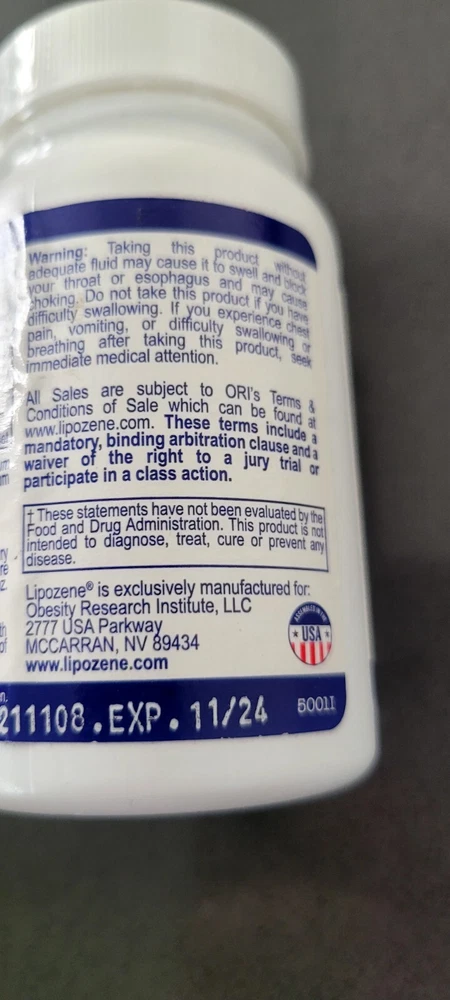 Warning: Taking this product without
adequate fluid may cause it to swell and block
your throat or esophagus and may cause
choking. Do not take this product if you have
difficulty swallowing. If you experience chest
pain, vomiting, or difficulty swallowing or
breathing after taking this product, seek
immediate medical attention.
All Sales are subject to ORI's Terms &
Conditions of Sale which can be found at
www.lipozene.com. These terms include a
mandatory, binding arbitration clause and a
waiver of the right to a jury trial or
participate in a class action.
† These statements have not been evaluated by the
Food and Drug Administration. This product is not
intended to diagnose, treat, cure or prevent any
disease.
Lipozene® is exclusively manufactured for:
Obesity Research Institute, LLC
2777 USA Parkway
MCCARRAN, NV 89434
www.lipozene.com
ASSEMBLED IN THE
USA
211108.EXP. 11/24
50011